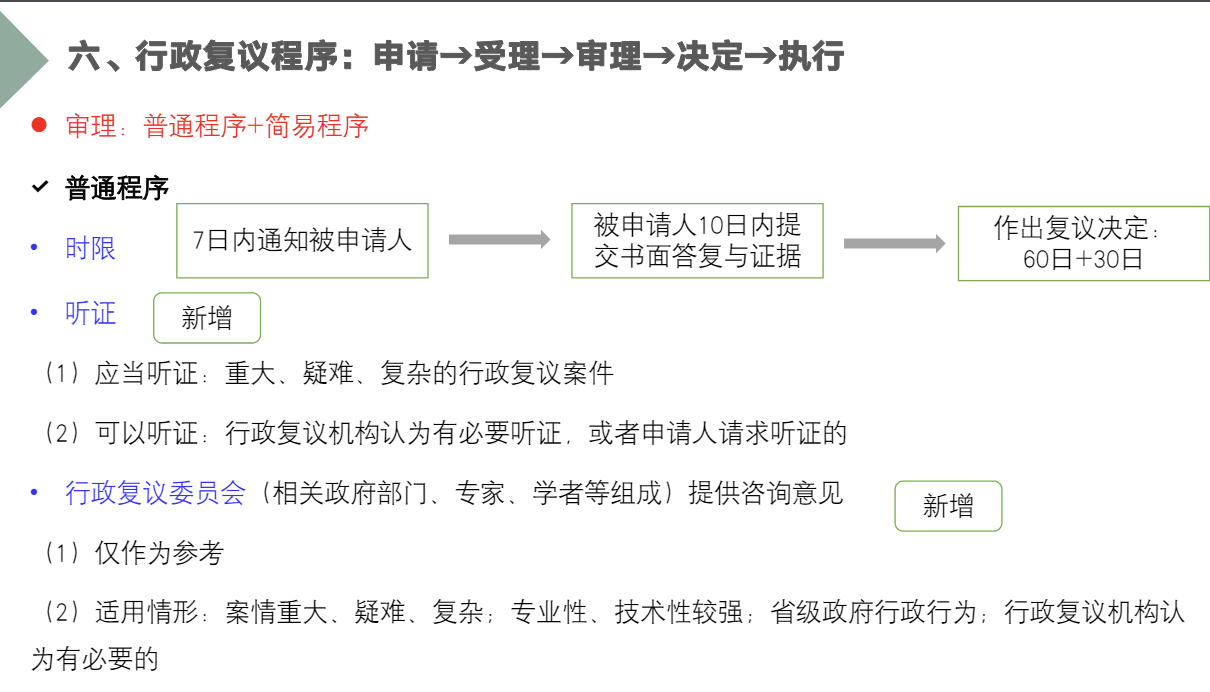 六、行政复议程序：申请→受理→审理→决定→执行
● 审理：普通程序+简易程序
✓ 普通程序
• 时限
7日内通知被申请人
被申请人10日内提
交书面答复与证据
作出复议决定：
60日+30日
• 听证
新增
（1）应当听证：重大、疑难、复杂的行政复议案件
（2）可以听证：行政复议机构认为有必要听证，或者申请人请求听证的
• 行政复议委员会（相关政府部门、专家、学者等组成）提供咨询意见
新增
（1）仅作为参考
（2）适用情形：案情重大、疑难、复杂；专业性、技术性较强；省级政府行政行为；行政复议机构认
为有必要的